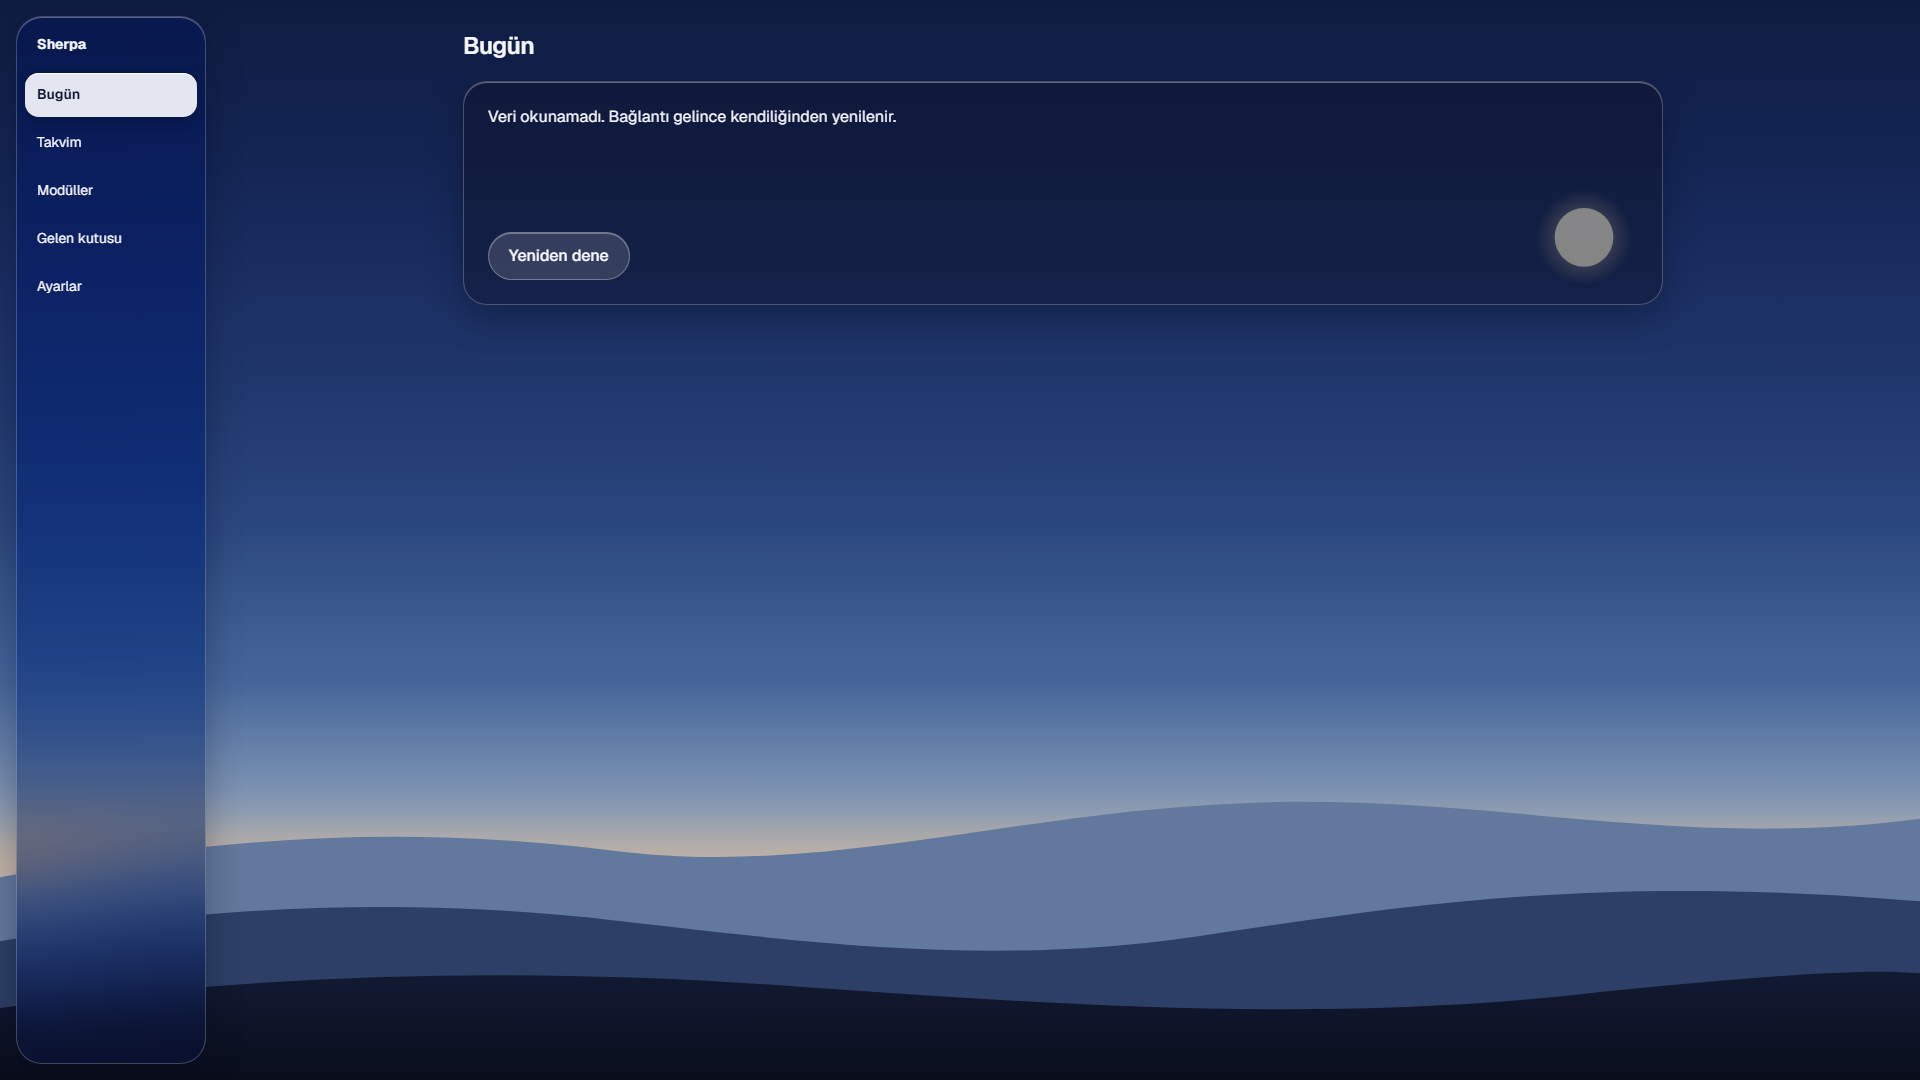 Sherpa
Bugün
Takvim
Modüller
Gelen kutusu
Ayarlar
Bugün
Veri okunamadı. Bağlantı gelince kendiliğinden yenilenir.
Yeniden dene